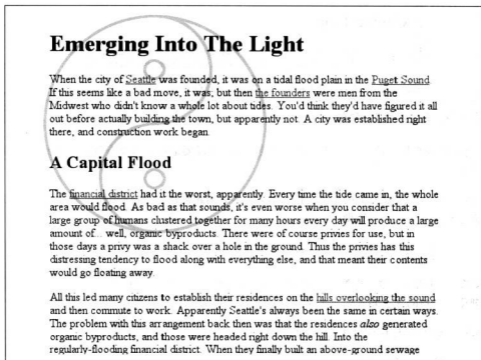 Emerging Into The Light
When the city of Seattle was founded, it was on a tidal flood plain in the Puget Sound.
If this seems like a bad move, it was; but then the founders were men from the
Midwest who didn't know a whole lot about tides. You'd think they'd have figured it all
out before actually building the town, but apparently not. A city was established right
there, and construction work began.
A Capital Flood
The financial district had it the worst, apparently. Every time the tide came in, the whole
area would flood. As bad as that sounds, it's even worse when you consider that a
large group of humans clustered together for many hours every day will produce a large
amount of... well, organic byproducts. There were of course privies for use, but in
those days a privy was a shack over a hole in the ground. Thus the privies has this
distressing tendency to flood along with everything else, and that meant their contents
would go floating away.
All this led many citizens to establish their residences on the hills overlooking the sound
and then commute to work. Apparently Seattle's always been the same in certain ways.
The problem with this arrangement back then was that the residences also generated
organic byproducts, and those were headed right down the hill. Into the
regularly-flooding financial district. When they finally built an above-ground sewage